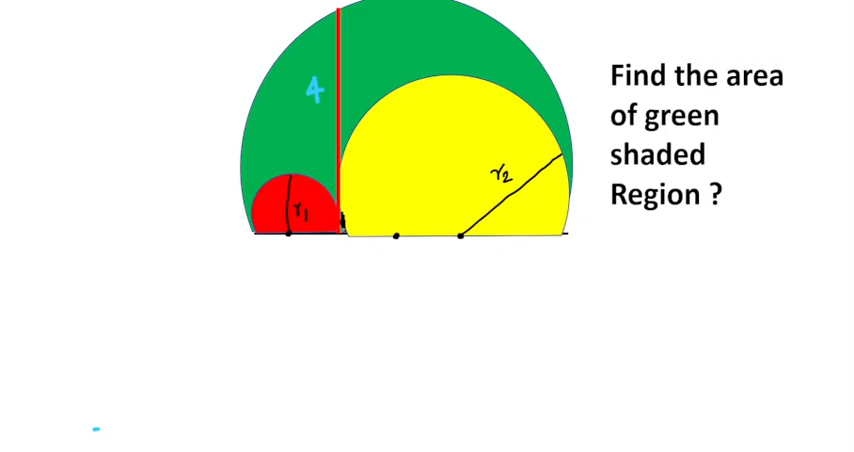 Find the area
4
of green
shaded
r2
Region ?
r1